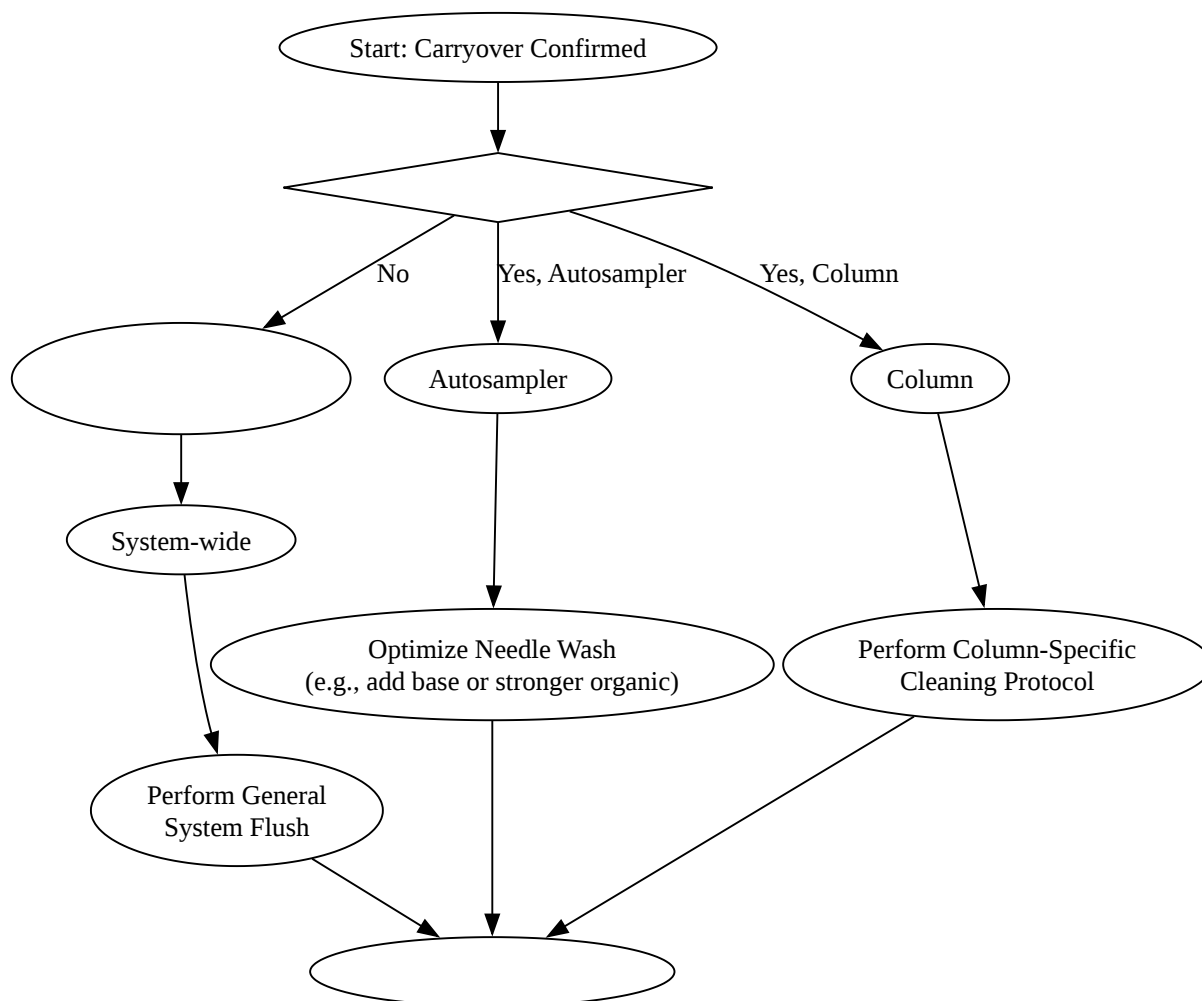 Start: Carryover Confirmed
No
Yes, Autosampler
Yes, Column
Autosampler
Column
System-wide
Optimize Needle Wash
(e.g., add base or stronger organic)
Perform Column-Specific
Cleaning Protocol
Perform General
System Flush